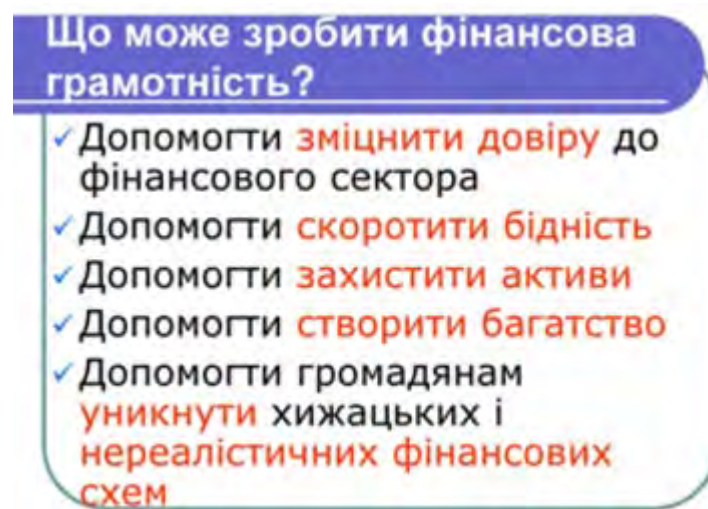 Що може зробити фінансова
грамотність?
Допомогти зміцнити довіру до
фінансового сектора
Допомогти скоротити бідність
Допомогти захистити активи
Допомогти створити багатство
Допомогти громадянам
уникнути хижацьких і
нереалістичних фінансових
схем